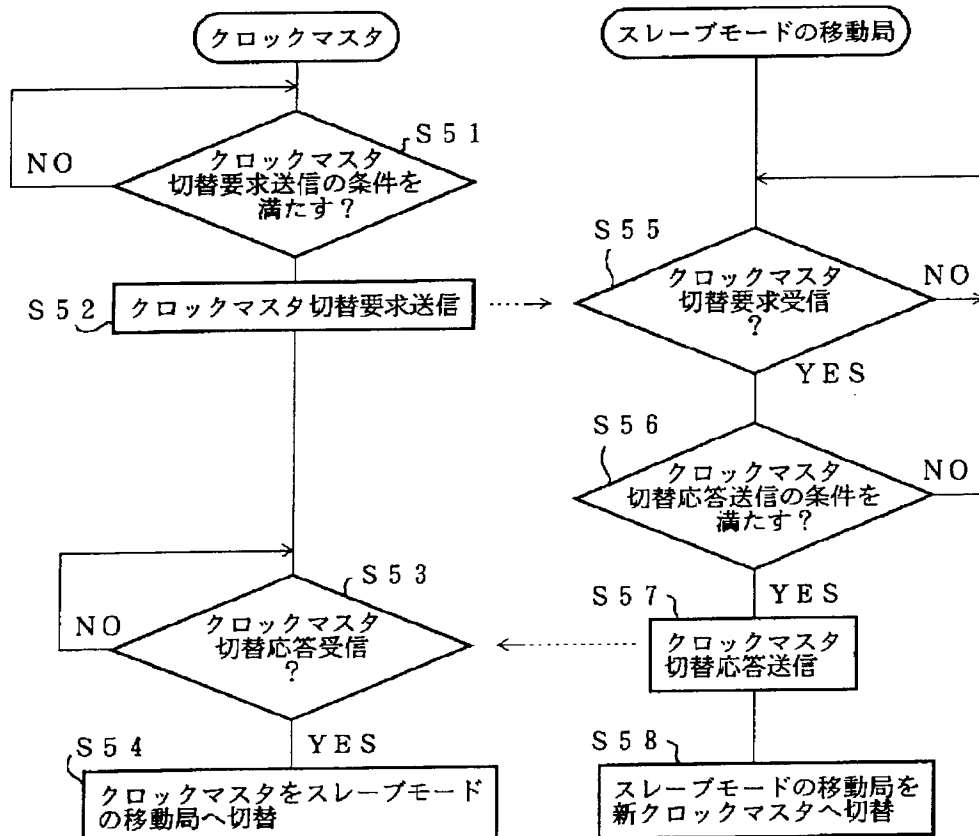 クロックマスタ
S51
クロックマスタ
切替要求送信の条件を
満たす?
NO
S52
クロックマスタ切替要求送信
S53
クロックマスタ
切替応答受信
?
NO
YES
S54
クロックマスタをスレーブモード
の移動局へ切替
スレーブモードの移動局
S55
クロックマスタ
切替要求受信
?
NO
YES
S56
クロックマスタ
切替応答送信の条件を
満たす?
NO
YES
S57
クロックマスタ
切替応答送信
S58
スレーブモードの移動局を
新クロックマスタへ切替